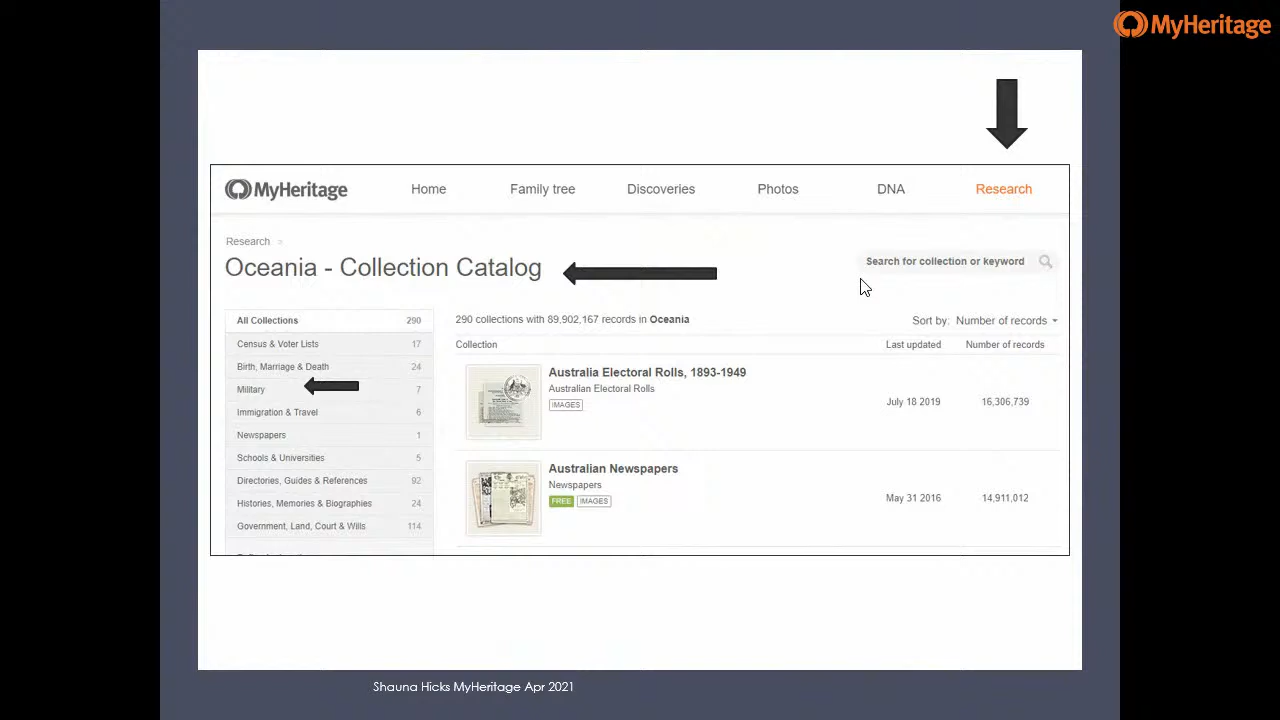 MyHeritage
MyHeritage Home Family tree Discoveries Photos DNA Research
Research
Oceania - Collection Catalog
Search for collection or keyword
All Collections 290
Census & Voter Lists 17
Birth, Marriage & Death 24
Military 7
Immigration & Travel 6
Newspapers 1
Schools & Universities 5
Directories, Guides & References 92
Histories, Memories & Biographies 24
Government, Land, Court & Wills 114
290 collections with 89,902,167 records in Oceania
Sort by: Number of records
Collection Last updated Number of records
Australia Electoral Rolls, 1893-1949
Australian Electoral Rolls
IMAGES
July 18 2019 16,306,739
Australian Newspapers
Newspapers
FREE IMAGES
May 31 2016 14,911,012
Shauna Hicks MyHeritage Apr 2021